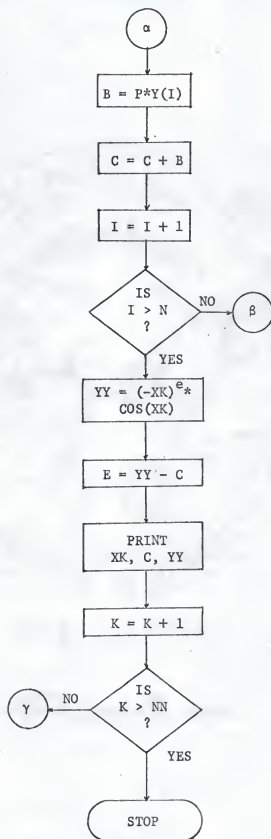 α
B = P*Y(I)
C = C + B
I = I + 1
IS
I > N
?
NO
β
YES
YY = (-XK)^e*
COS(XK)
E = YY - C
PRINT
XK, C, YY
K = K + 1
IS
K > NN
?
NO
γ
YES
STOP